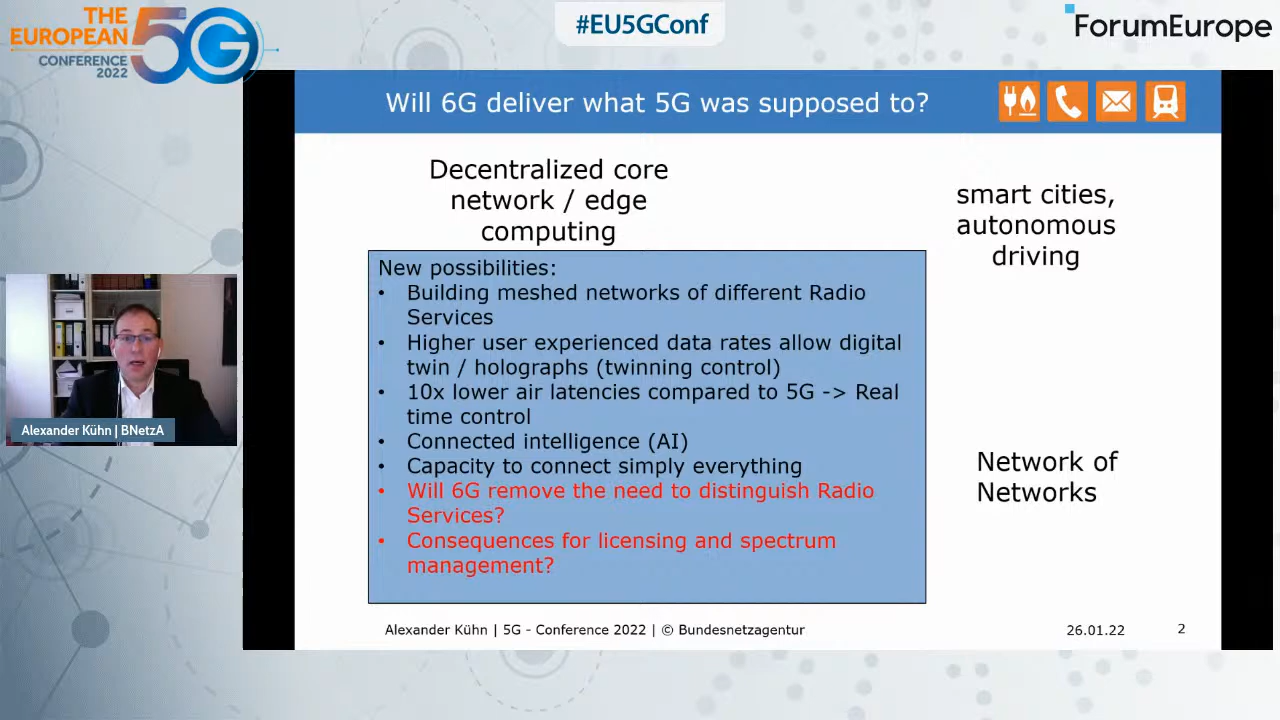 THE
EUROPEAN
5G
CONFERENCE
2022
#EU5GConf
ForumEurope
Will 6G deliver what 5G was supposed to?
Decentralized core
network / edge
computing
smart cities,
autonomous
driving
New possibilities:
• Building meshed networks of different Radio
Services
• Higher user experienced data rates allow digital
twin / holographs (twinning control)
• 10x lower air latencies compared to 5G -> Real
time control
• Connected intelligence (AI)
• Capacity to connect simply everything
• Will 6G remove the need to distinguish Radio
Services?
• Consequences for licensing and spectrum
management?
Network of
Networks
Alexander Kühn | BNetzA
Alexander Kühn | 5G - Conference 2022 | © Bundesnetzagentur
26.01.22
2